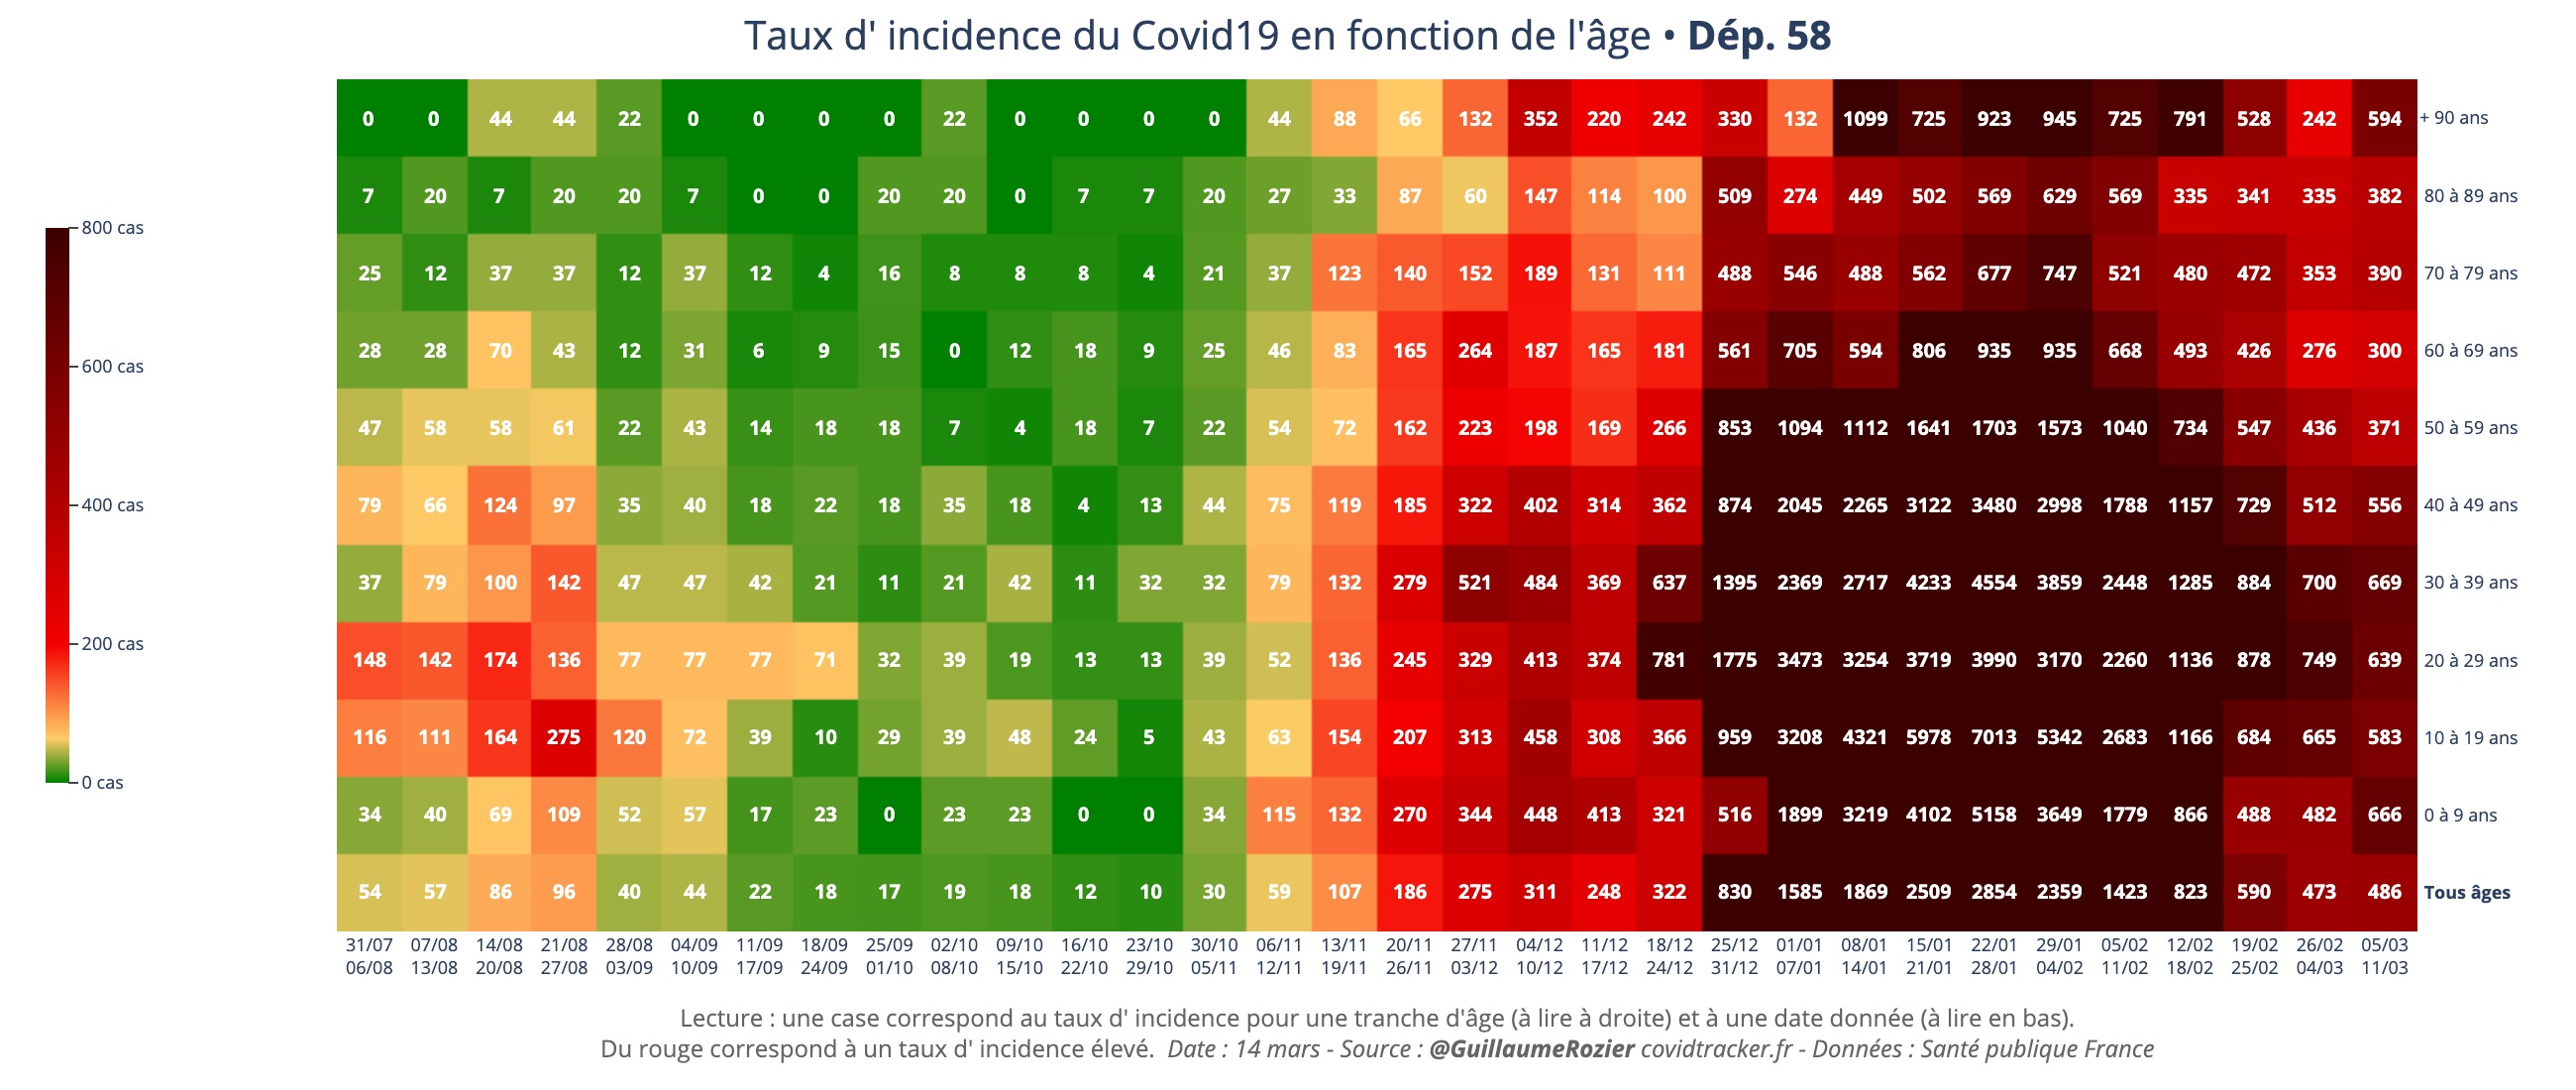 Taux d' incidence du Covid19 en fonction de l'âge • Dép. 58
0 0 44 44 22 0 0 0 0 22 0 0 0 0 44 88 66 132 352 220 242 330 132 1099 725 923 945 725 791 528 242 594 + 90 ans
7 20 7 20 20 7 0 0 20 20 0 7 7 20 27 33 87 60 147 114 100 509 274 449 502 569 629 569 335 341 335 382 80 à 89 ans
800 cas
25 12 37 37 12 37 12 4 16 8 8 8 4 21 37 123 140 152 189 131 111 488 546 488 562 677 747 521 480 472 353 390 70 à 79 ans
28 28 70 43 12 31 6 9 15 0 12 18 9 25 46 83 165 264 187 165 181 561 705 594 806 935 935 668 493 426 276 300 60 à 69 ans
600 cas
47 58 58 61 22 43 14 18 18 7 4 18 7 22 54 72 162 223 198 169 266 853 1094 1112 1641 1703 1573 1040 734 547 436 371 50 à 59 ans
400 cas
79 66 124 97 35 40 18 22 18 35 18 4 13 44 75 119 185 322 402 314 362 874 2045 2265 3122 3480 2998 1788 1157 729 512 556 40 à 49 ans
37 79 100 142 47 47 42 21 11 21 42 11 32 32 79 132 279 521 484 369 637 1395 2369 2717 4233 4554 3859 2448 1285 884 700 669 30 à 39 ans
200 cas
148 142 174 136 77 77 77 71 32 39 19 13 13 39 52 136 245 329 413 374 781 1775 3473 3254 3719 3990 3170 2260 1136 878 749 639 20 à 29 ans
116 111 164 275 120 72 39 10 29 39 48 24 5 43 63 154 207 313 458 308 366 959 3208 4321 5978 7013 5342 2683 1166 684 665 583 10 à 19 ans
0 cas
34 40 69 109 52 57 17 23 0 23 23 0 0 34 115 132 270 344 448 413 321 516 1899 3219 4102 5158 3649 1779 866 488 482 666 0 à 9 ans
54 57 86 96 40 44 22 18 17 19 18 12 10 30 59 107 186 275 311 248 322 830 1585 1869 2509 2854 2359 1423 823 590 473 486 Tous âges
31/07 07/08 14/08 21/08 28/08 04/09 11/09 18/09 25/09 02/10 09/10 16/10 23/10 30/10 06/11 13/11 20/11 27/11 04/12 11/12 18/12 25/12 01/01 08/01 15/01 22/01 29/01 05/02 12/02 19/02 26/02 05/03
06/08 13/08 20/08 27/08 03/09 10/09 17/09 24/09 01/10 08/10 15/10 22/10 29/10 05/11 12/11 19/11 26/11 03/12 10/12 17/12 24/12 31/12 07/01 14/01 21/01 28/01 04/02 11/02 18/02 25/02 04/03 11/03
Lecture : une case correspond au taux d' incidence pour une tranche d'âge (à lire à droite) et à une date donnée (à lire en bas).
Du rouge correspond à un taux d' incidence élevé. Date : 14 mars - Source : @GuillaumeRozier covidtracker.fr - Données : Santé publique France